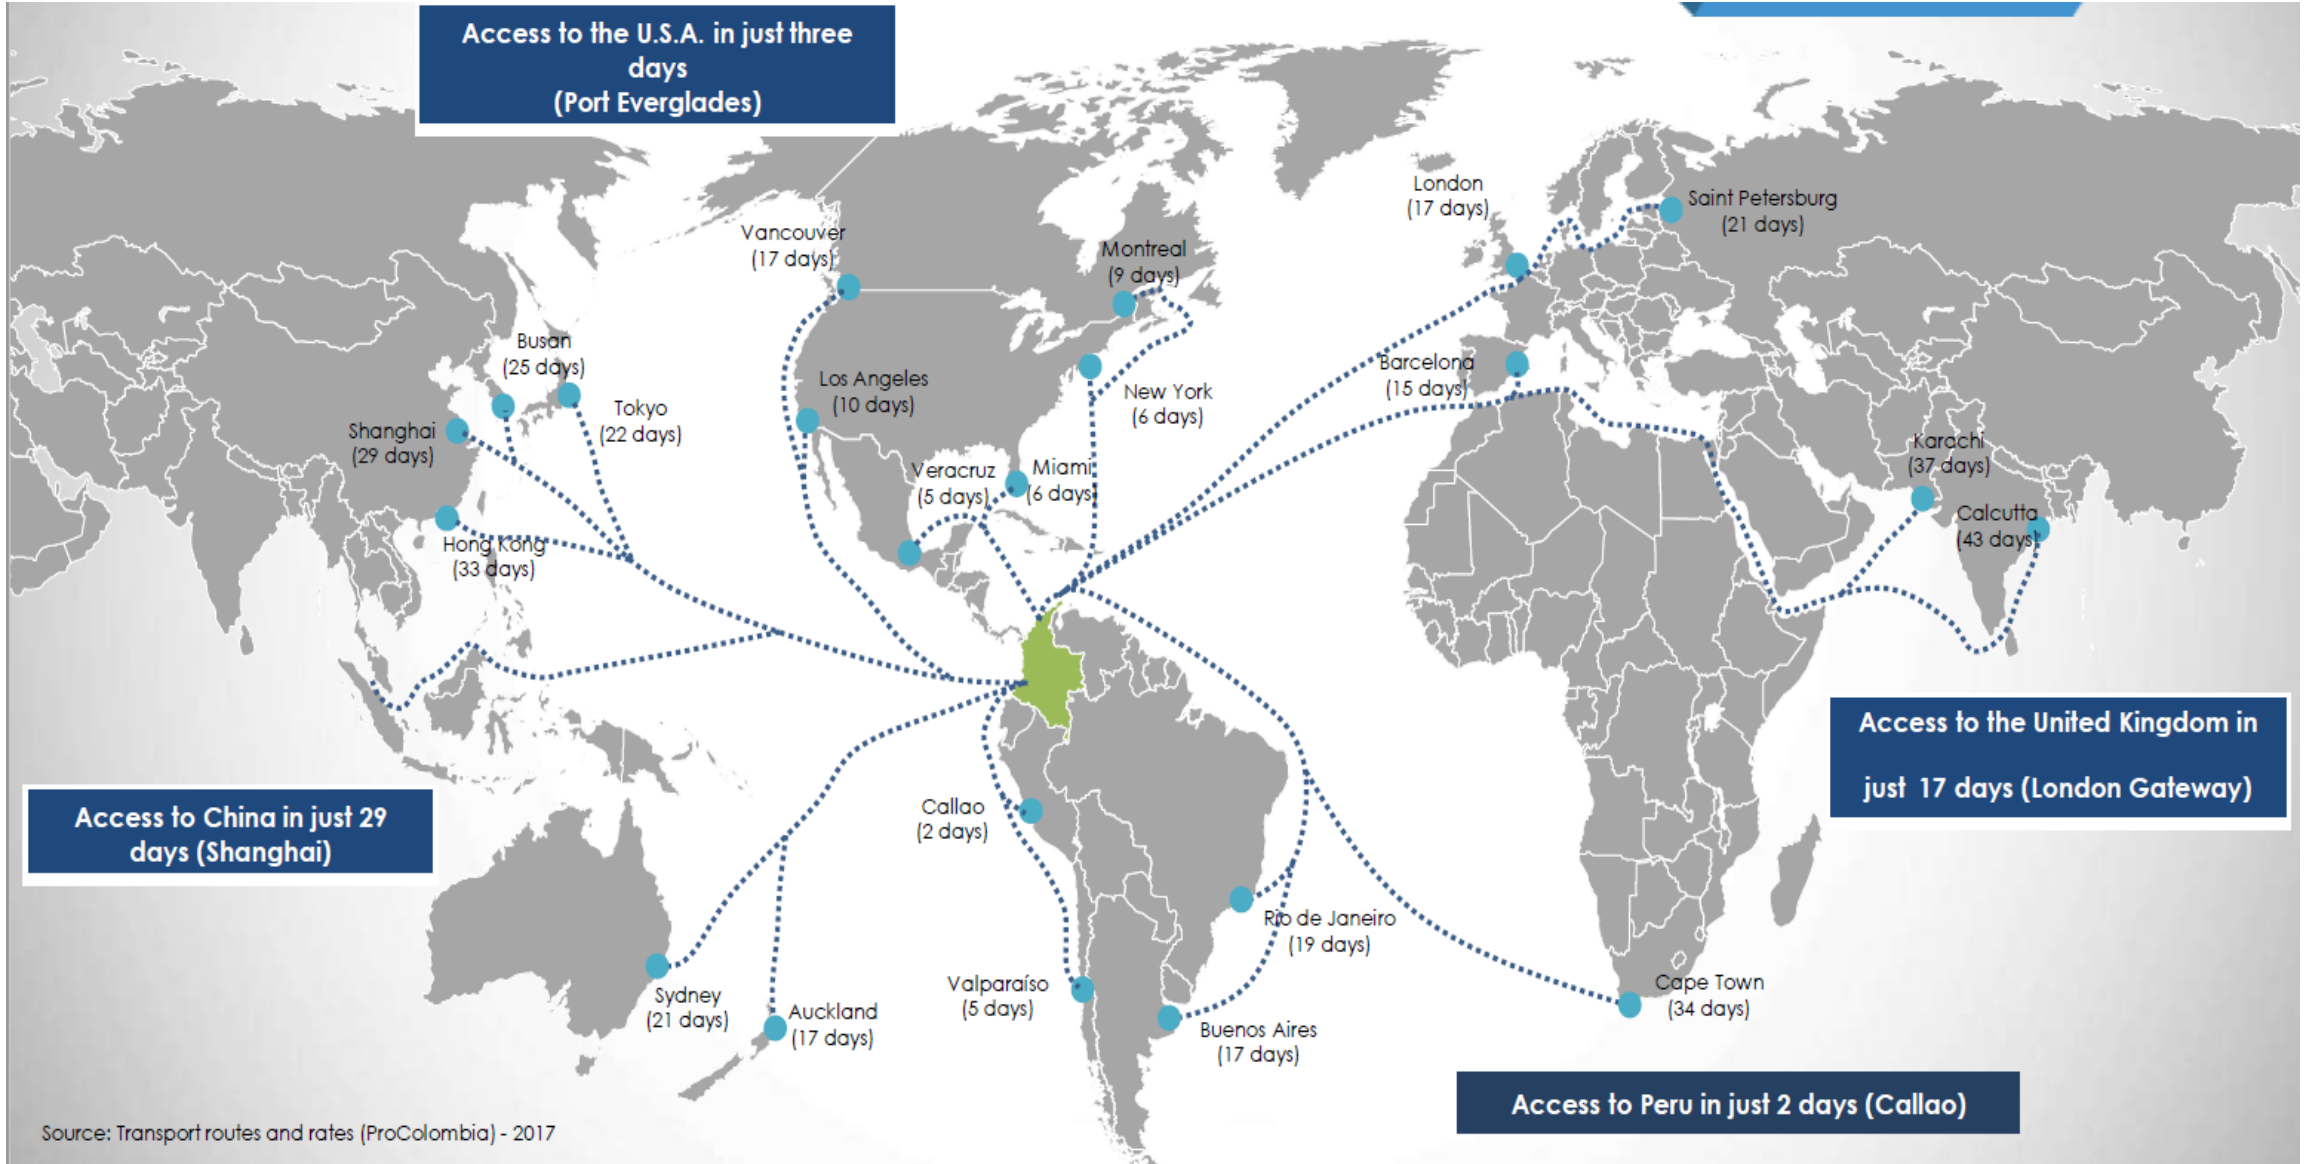 Access to the U.S.A. in just three
days
(Port Everglades)
London
(17 days)
Saint Petersburg
(21 days)
Vancouver
(17 days)
Montreal
(9 days)
Busan
(25 days)
Los Angeles
(10 days)
Barcelona
(15 days)
New York
(6 days)
Tokyo
(22 days)
Shanghai
(29 days)
Veracruz
(5 days)
Miami
(6 days)
Karachi
(37 days)
Calcutta
(43 days)
Hong Kong
(33 days)
Access to the United Kingdom in
just 17 days (London Gateway)
Access to China in just 29
days (Shanghai)
Callao
(2 days)
Rio de Janeiro
(19 days)
Valparaíso
(5 days)
Cape Town
(34 days)
Sydney
(21 days)
Auckland
(17 days)
Buenos Aires
(17 days)
Access to Peru in just 2 days (Callao)
Source: Transport routes and rates (ProColombia) - 2017